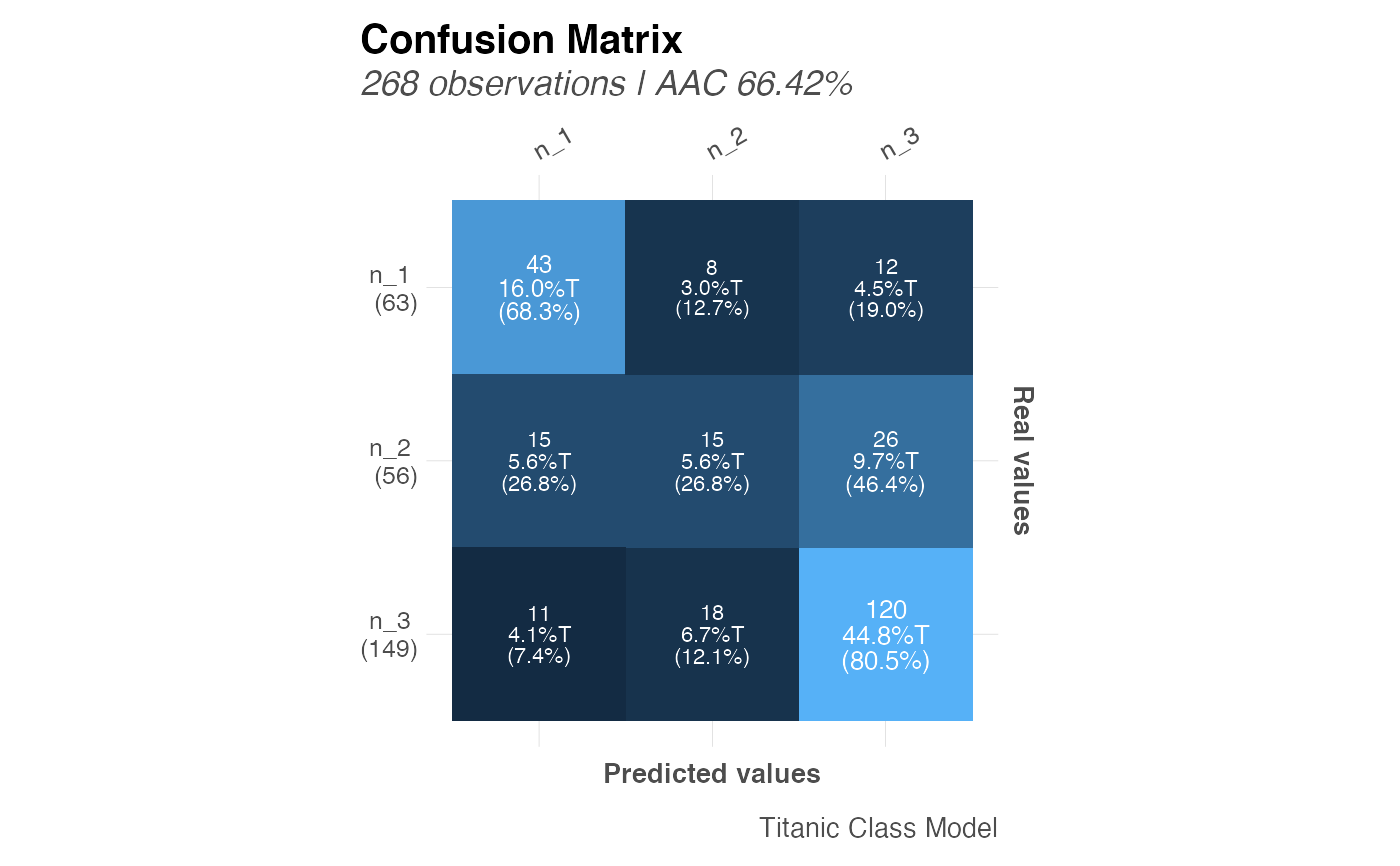 Confusion Matrix
268 observations | AAC 66.42%
n_1 n_2 n_3
n_1
(63)
43
16.0%T
(68.3%)
8
3.0%T
(12.7%)
12
4.5%T
(19.0%)
n_2
(56)
15
5.6%T
(26.8%)
15
5.6%T
(26.8%)
26
9.7%T
(46.4%)
n_3
(149)
11
4.1%T
(7.4%)
18
6.7%T
(12.1%)
120
44.8%T
(80.5%)
Real values
Predicted values
Titanic Class Model